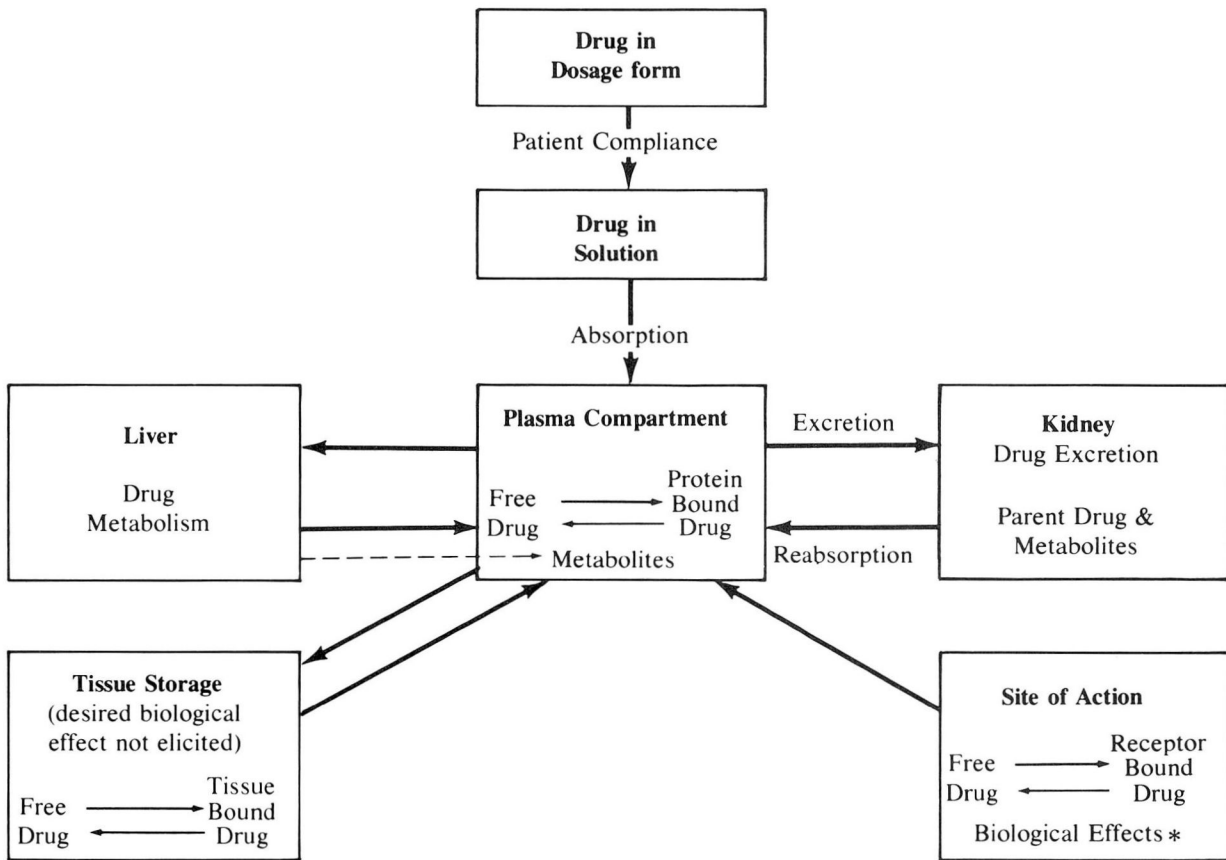 Drug in
Dosage form
Patient Compliance
Drug in
Solution
Absorption
Liver
Drug
Metabolism
Plasma Compartment
Free
Drug
Protein
Bound
Drug
Metabolites
Excretion
Reabsorption
Kidney
Drug Excretion
Parent Drug &
Metabolites
Tissue Storage
(desired biological
effect not elicited)
Free
Drug
Tissue
Bound
Drug
Site of Action
Free
Drug
Receptor
Bound
Drug
Biological Effects *